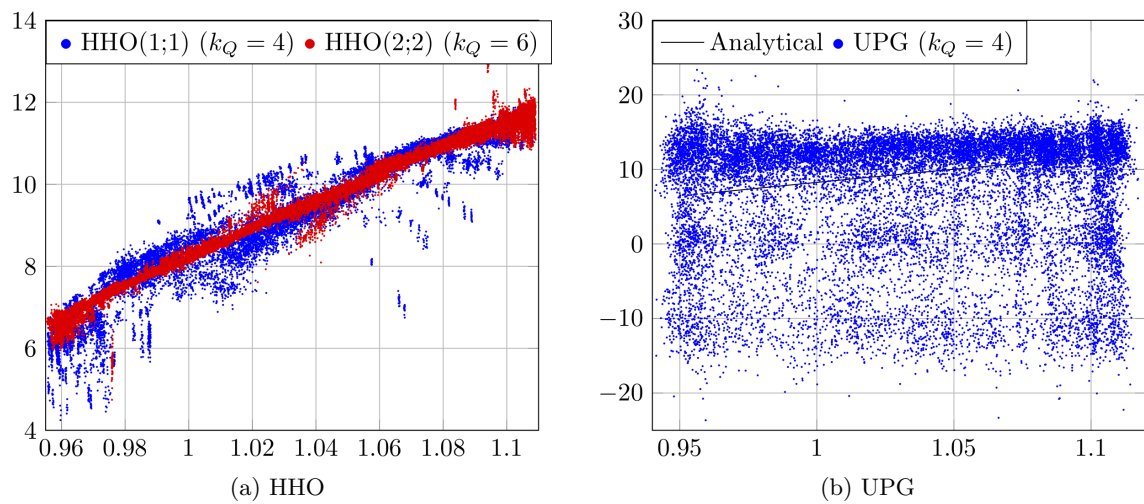 14
12
10
8
6
4
HHO(1;1) (k_Q = 4) HHO(2;2) (k_Q = 6)
0.96 0.98 1 1.02 1.04 1.06 1.08 1.1
(a) HHO
30
20
10
0
−10
−20
Analytical UPG (k_Q = 4)
0.95 1 1.05 1.1
(b) UPG